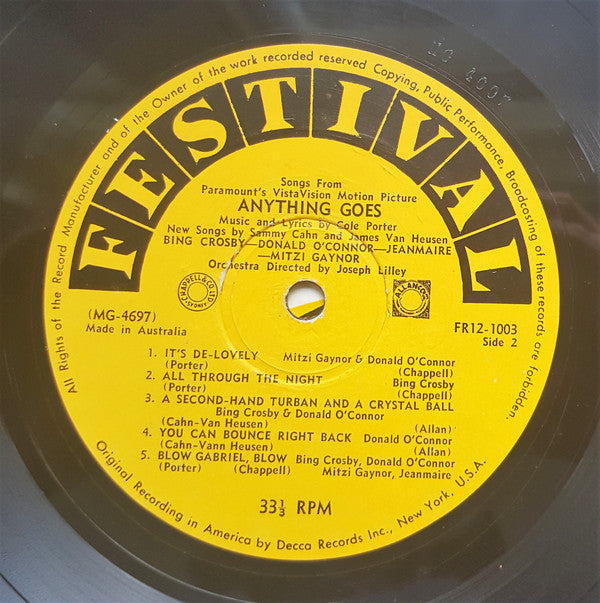 All Rights of the Record Manufacturer and of the Owner of the work recorded reserved Copying, Public Performance, Broadcasting of these records are forbidden.
FESTIVAL
Songs From
Paramount's VistaVision Motion Picture
ANYTHING GOES
Music and Lyrics by Cole Porter
New Songs by Sammy Cahn and James Van Heusen
BING CROSBY—DONALD O'CONNOR—JEANMAIRE
—MITZI GAYNOR
Orchestra Directed by Joseph Lilley
CHAPPELL & CO LTD SYDNEY
ALLANCO
(MG-4697)
Made in Australia
FR12-1003
Side 2
1. IT'S DE-LOVELY Mitzi Gaynor & Donald O'Connor
(Porter) (Chappell)
2. ALL THROUGH THE NIGHT Bing Crosby
(Porter) (Chappell)
3. A SECOND-HAND TURBAN AND A CRYSTAL BALL
Bing Crosby & Donald O'Connor
(Cahn-Van Heusen) (Allan)
4. YOU CAN BOUNCE RIGHT BACK Donald O'Connor
(Cahn-Vann Heusen) (Allan)
5. BLOW GABRIEL, BLOW Bing Crosby, Donald O'Connor
(Porter) (Chappell) Mitzi Gaynor, Jeanmaire
33⅓ RPM
Original Recording in America by Decca Records Inc., New York, U.S.A.